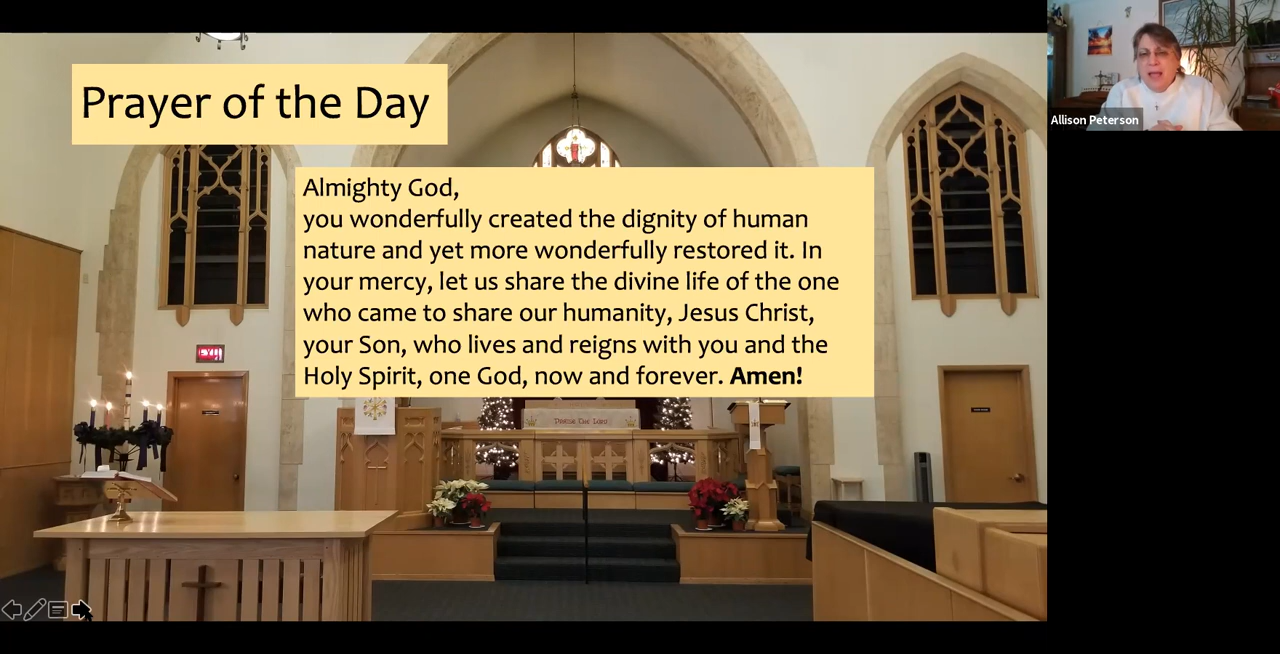 Prayer of the Day
Almighty God,
you wonderfully created the dignity of human
nature and yet more wonderfully restored it. In
your mercy, let us share the divine life of the one
who came to share our humanity, Jesus Christ,
your Son, who lives and reigns with you and the
Holy Spirit, one God, now and forever. Amen!
Allison Peterson
EXIT
PRAISE THE LORD